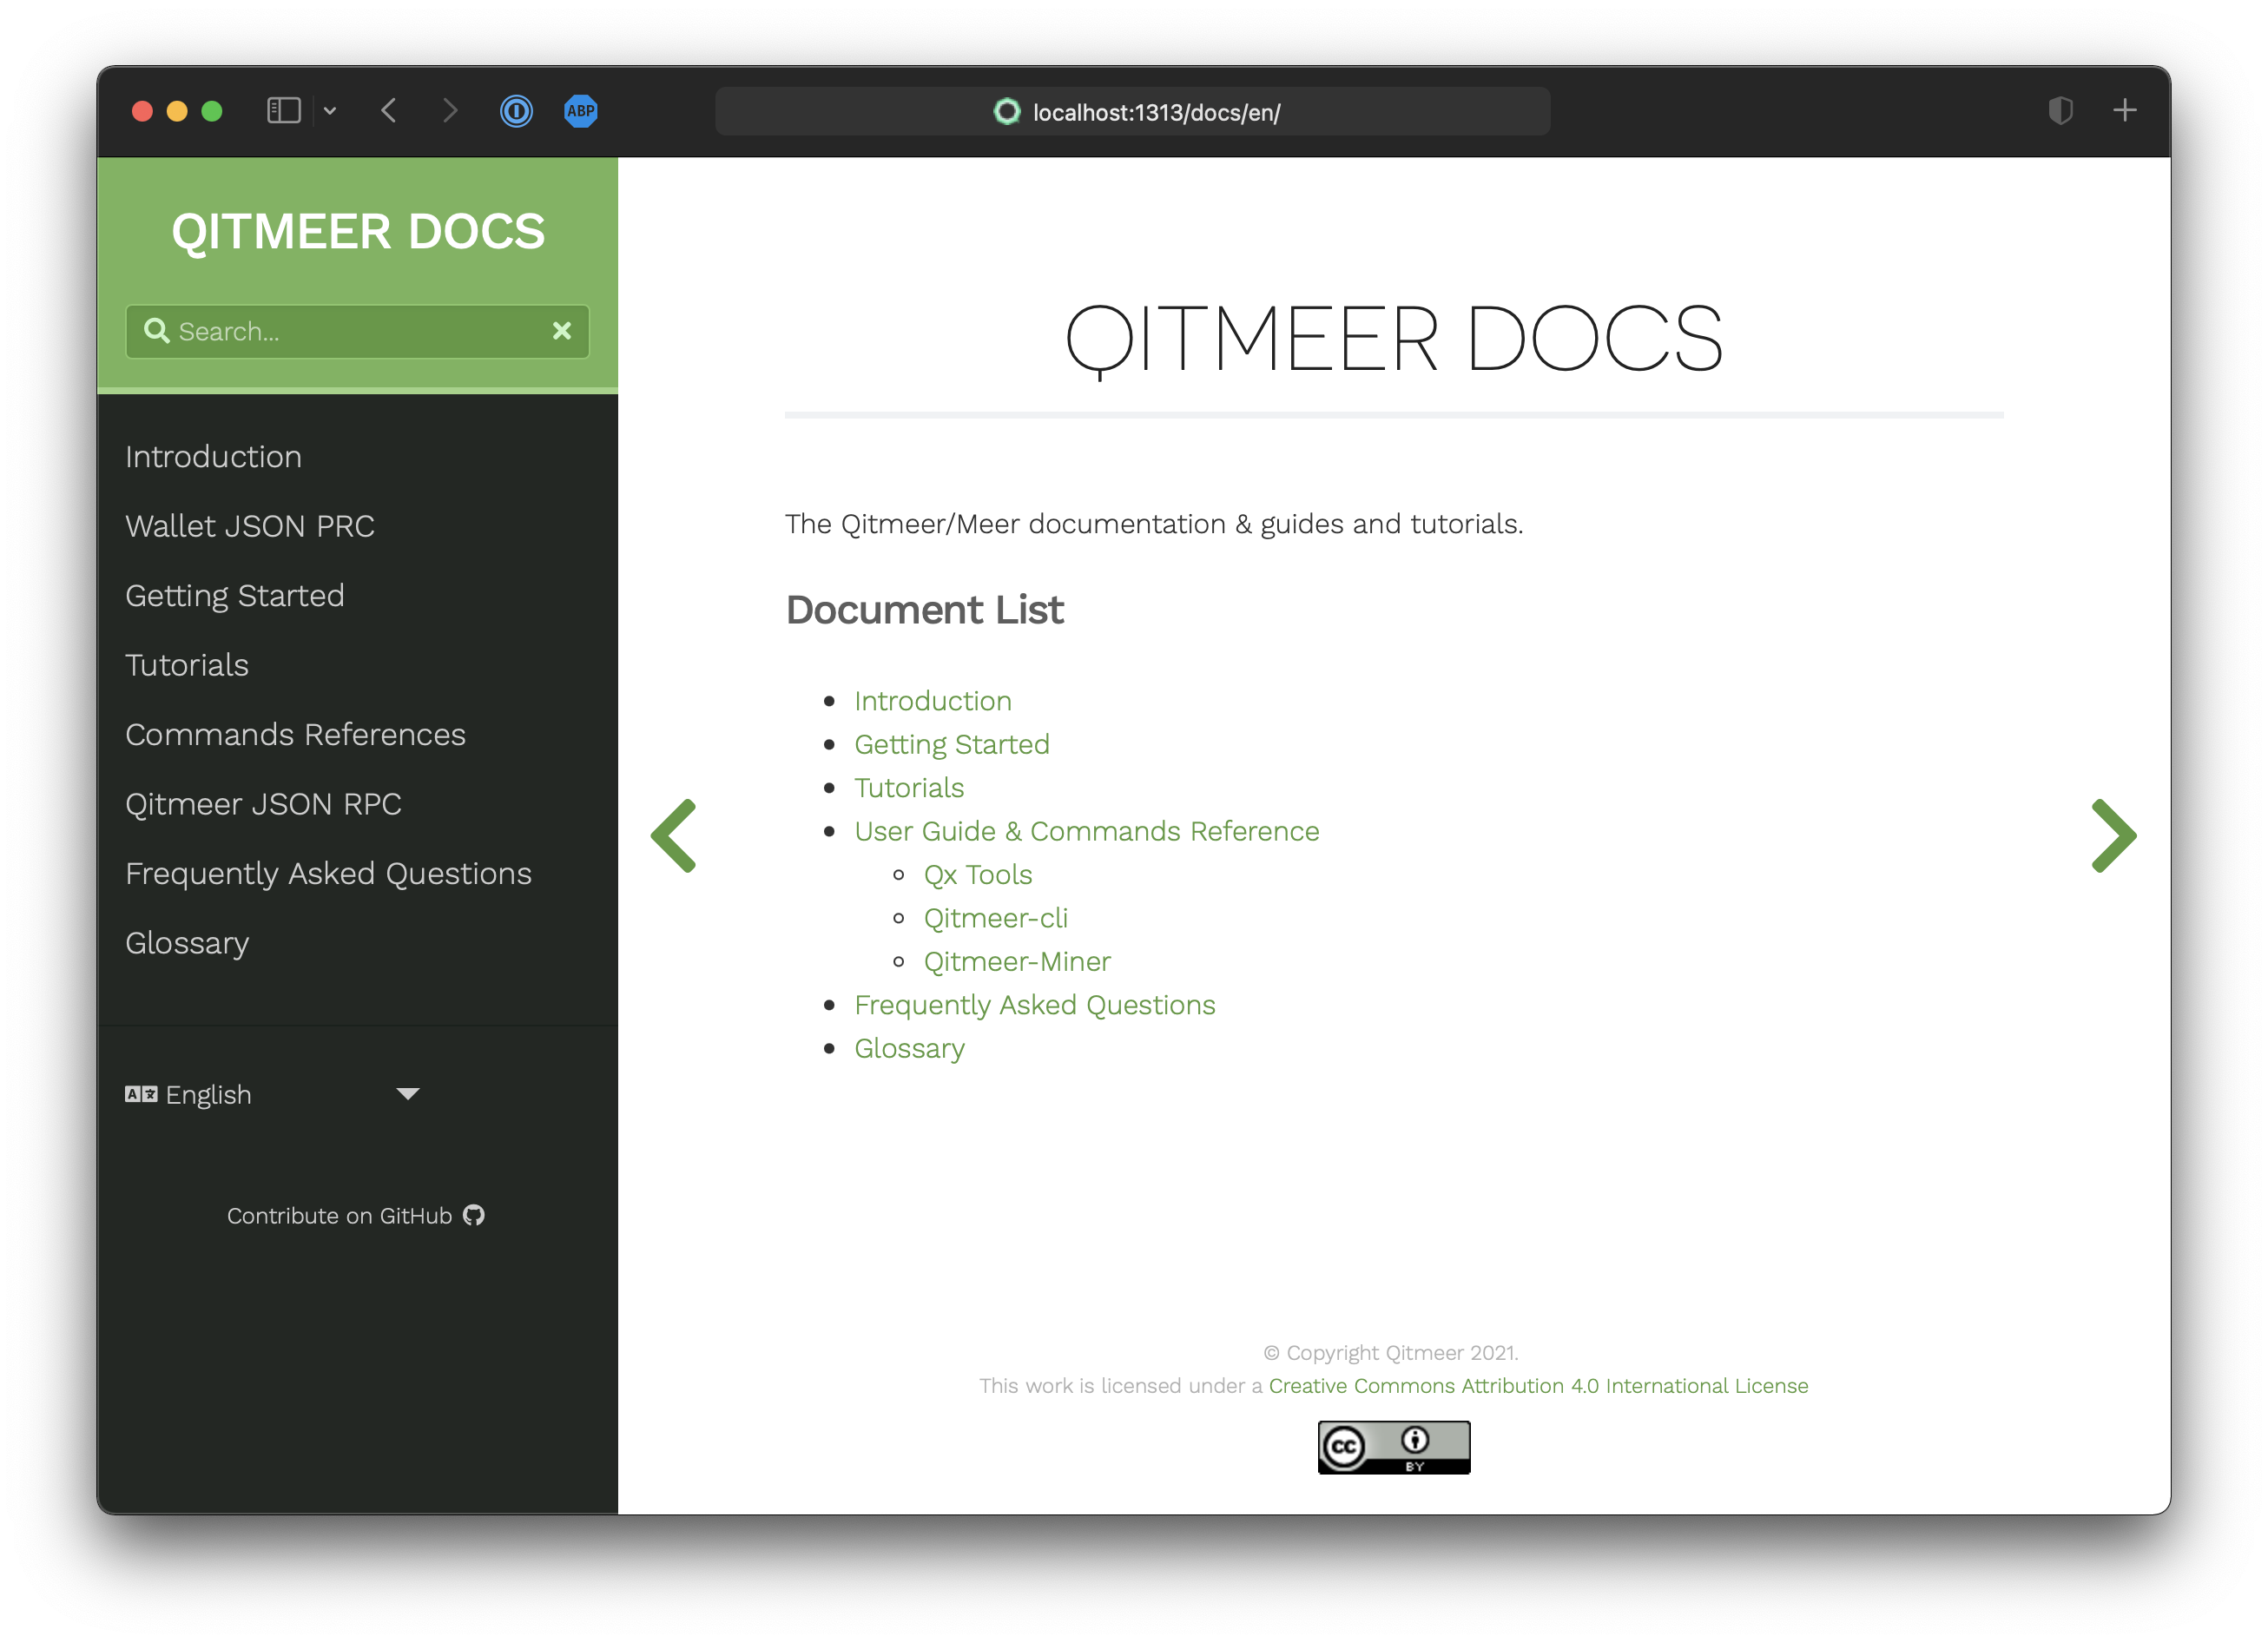 ABP
localhost:1313/docs/en/
QITMEER DOCS
Search...
Introduction
Wallet JSON PRC
Getting Started
Tutorials
Commands References
Qitmeer JSON RPC
Frequently Asked Questions
Glossary
English
Contribute on GitHub
QITMEER DOCS
The Qitmeer/Meer documentation & guides and tutorials.
Document List
Introduction
Getting Started
Tutorials
User Guide & Commands Reference
Qx Tools
Qitmeer-cli
Qitmeer-Miner
Frequently Asked Questions
Glossary
© Copyright Qitmeer 2021.
This work is licensed under a Creative Commons Attribution 4.0 International License
CC
BY